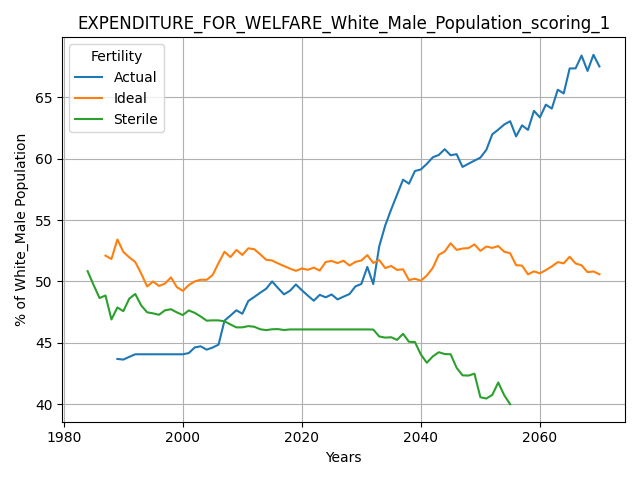 EXPENDITURE_FOR_WELFARE_White_Male_Population_scoring_1
Fertility
Actual
Ideal
Sterile
% of White_Male Population
65
60
55
50
45
40
1980
2000
2020
2040
2060
Years